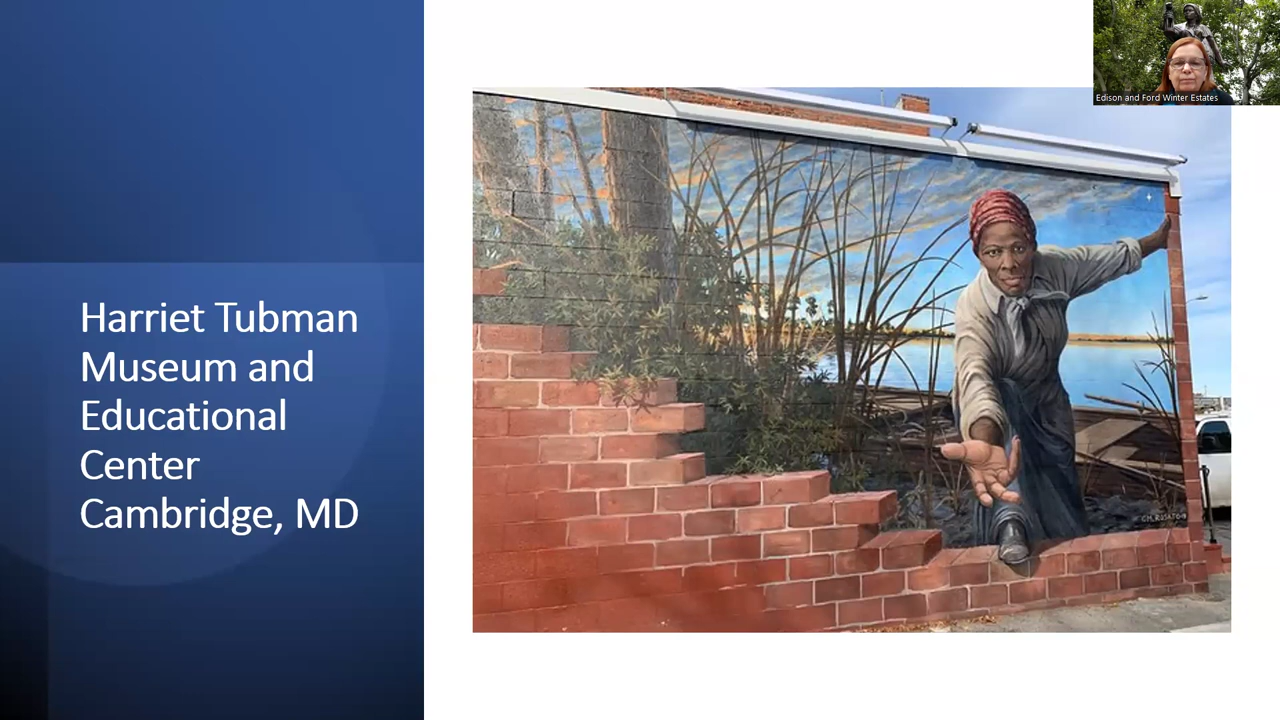 Harriet Tubman
Museum and
Educational
Center
Cambridge, MD
Edison and Ford Winter Estates